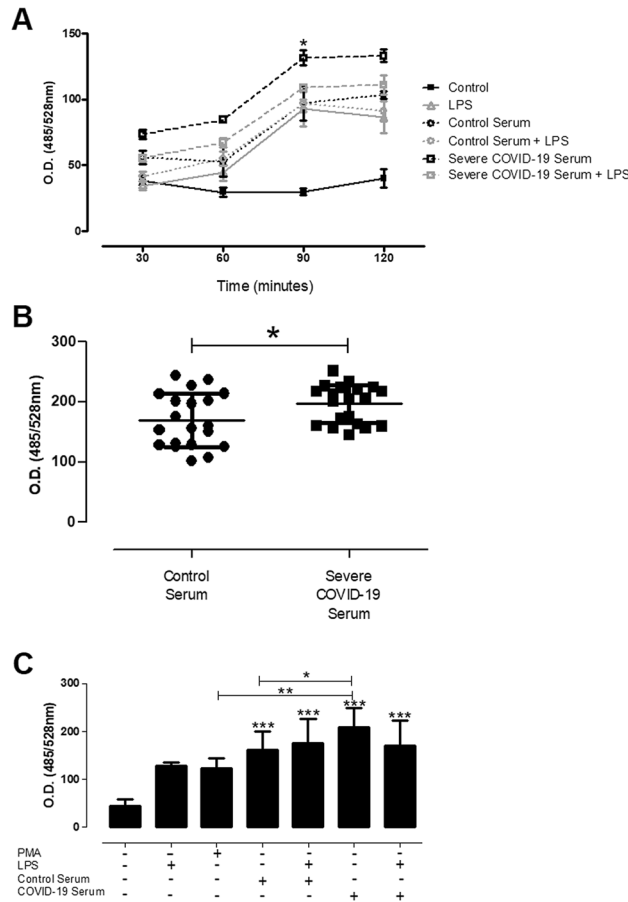 A
O.D. (485/528nm)
150
100
50
0
*
30 60 90 120
Time (minutes)
Control
LPS
Control Serum
Control Serum + LPS
Severe COVID-19 Serum
Severe COVID-19 Serum + LPS
B
O.D. (485/528nm)
300
200
100
0
*
Control
Serum
Severe
COVID-19
Serum
C
O.D. (485/528nm)
300
200
100
0
*
**
*** *** *** ***
PMA - - + - - - -
LPS - + - - + - +
Control Serum - - - + + - -
COVID-19 Serum - - - - - + +